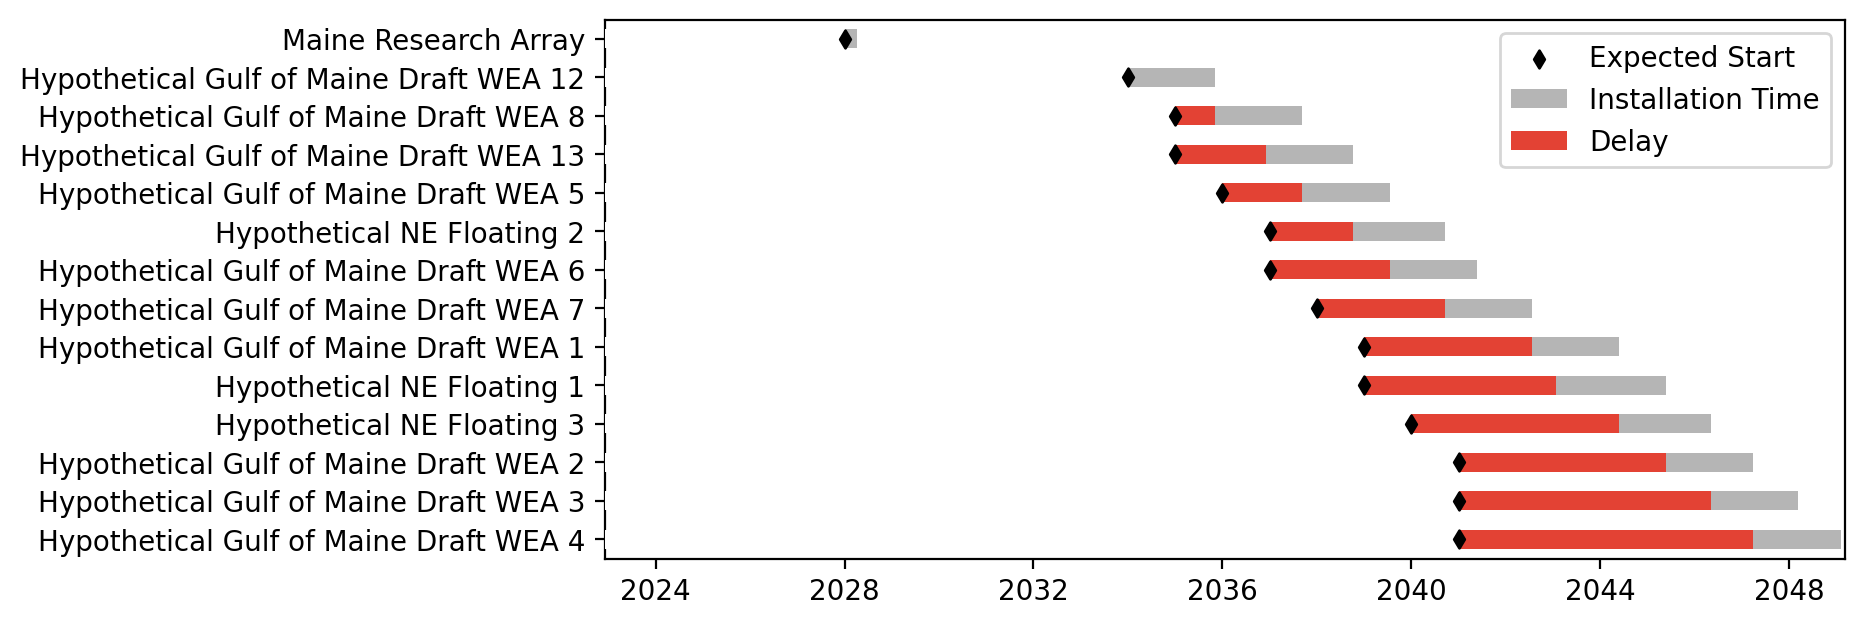 Maine Research Array
Hypothetical Gulf of Maine Draft WEA 12
Hypothetical Gulf of Maine Draft WEA 8
Hypothetical Gulf of Maine Draft WEA 13
Hypothetical Gulf of Maine Draft WEA 5
Hypothetical NE Floating 2
Hypothetical Gulf of Maine Draft WEA 6
Hypothetical Gulf of Maine Draft WEA 7
Hypothetical Gulf of Maine Draft WEA 1
Hypothetical NE Floating 1
Hypothetical NE Floating 3
Hypothetical Gulf of Maine Draft WEA 2
Hypothetical Gulf of Maine Draft WEA 3
Hypothetical Gulf of Maine Draft WEA 4
Expected Start
Installation Time
Delay
2024 2028 2032 2036 2040 2044 2048